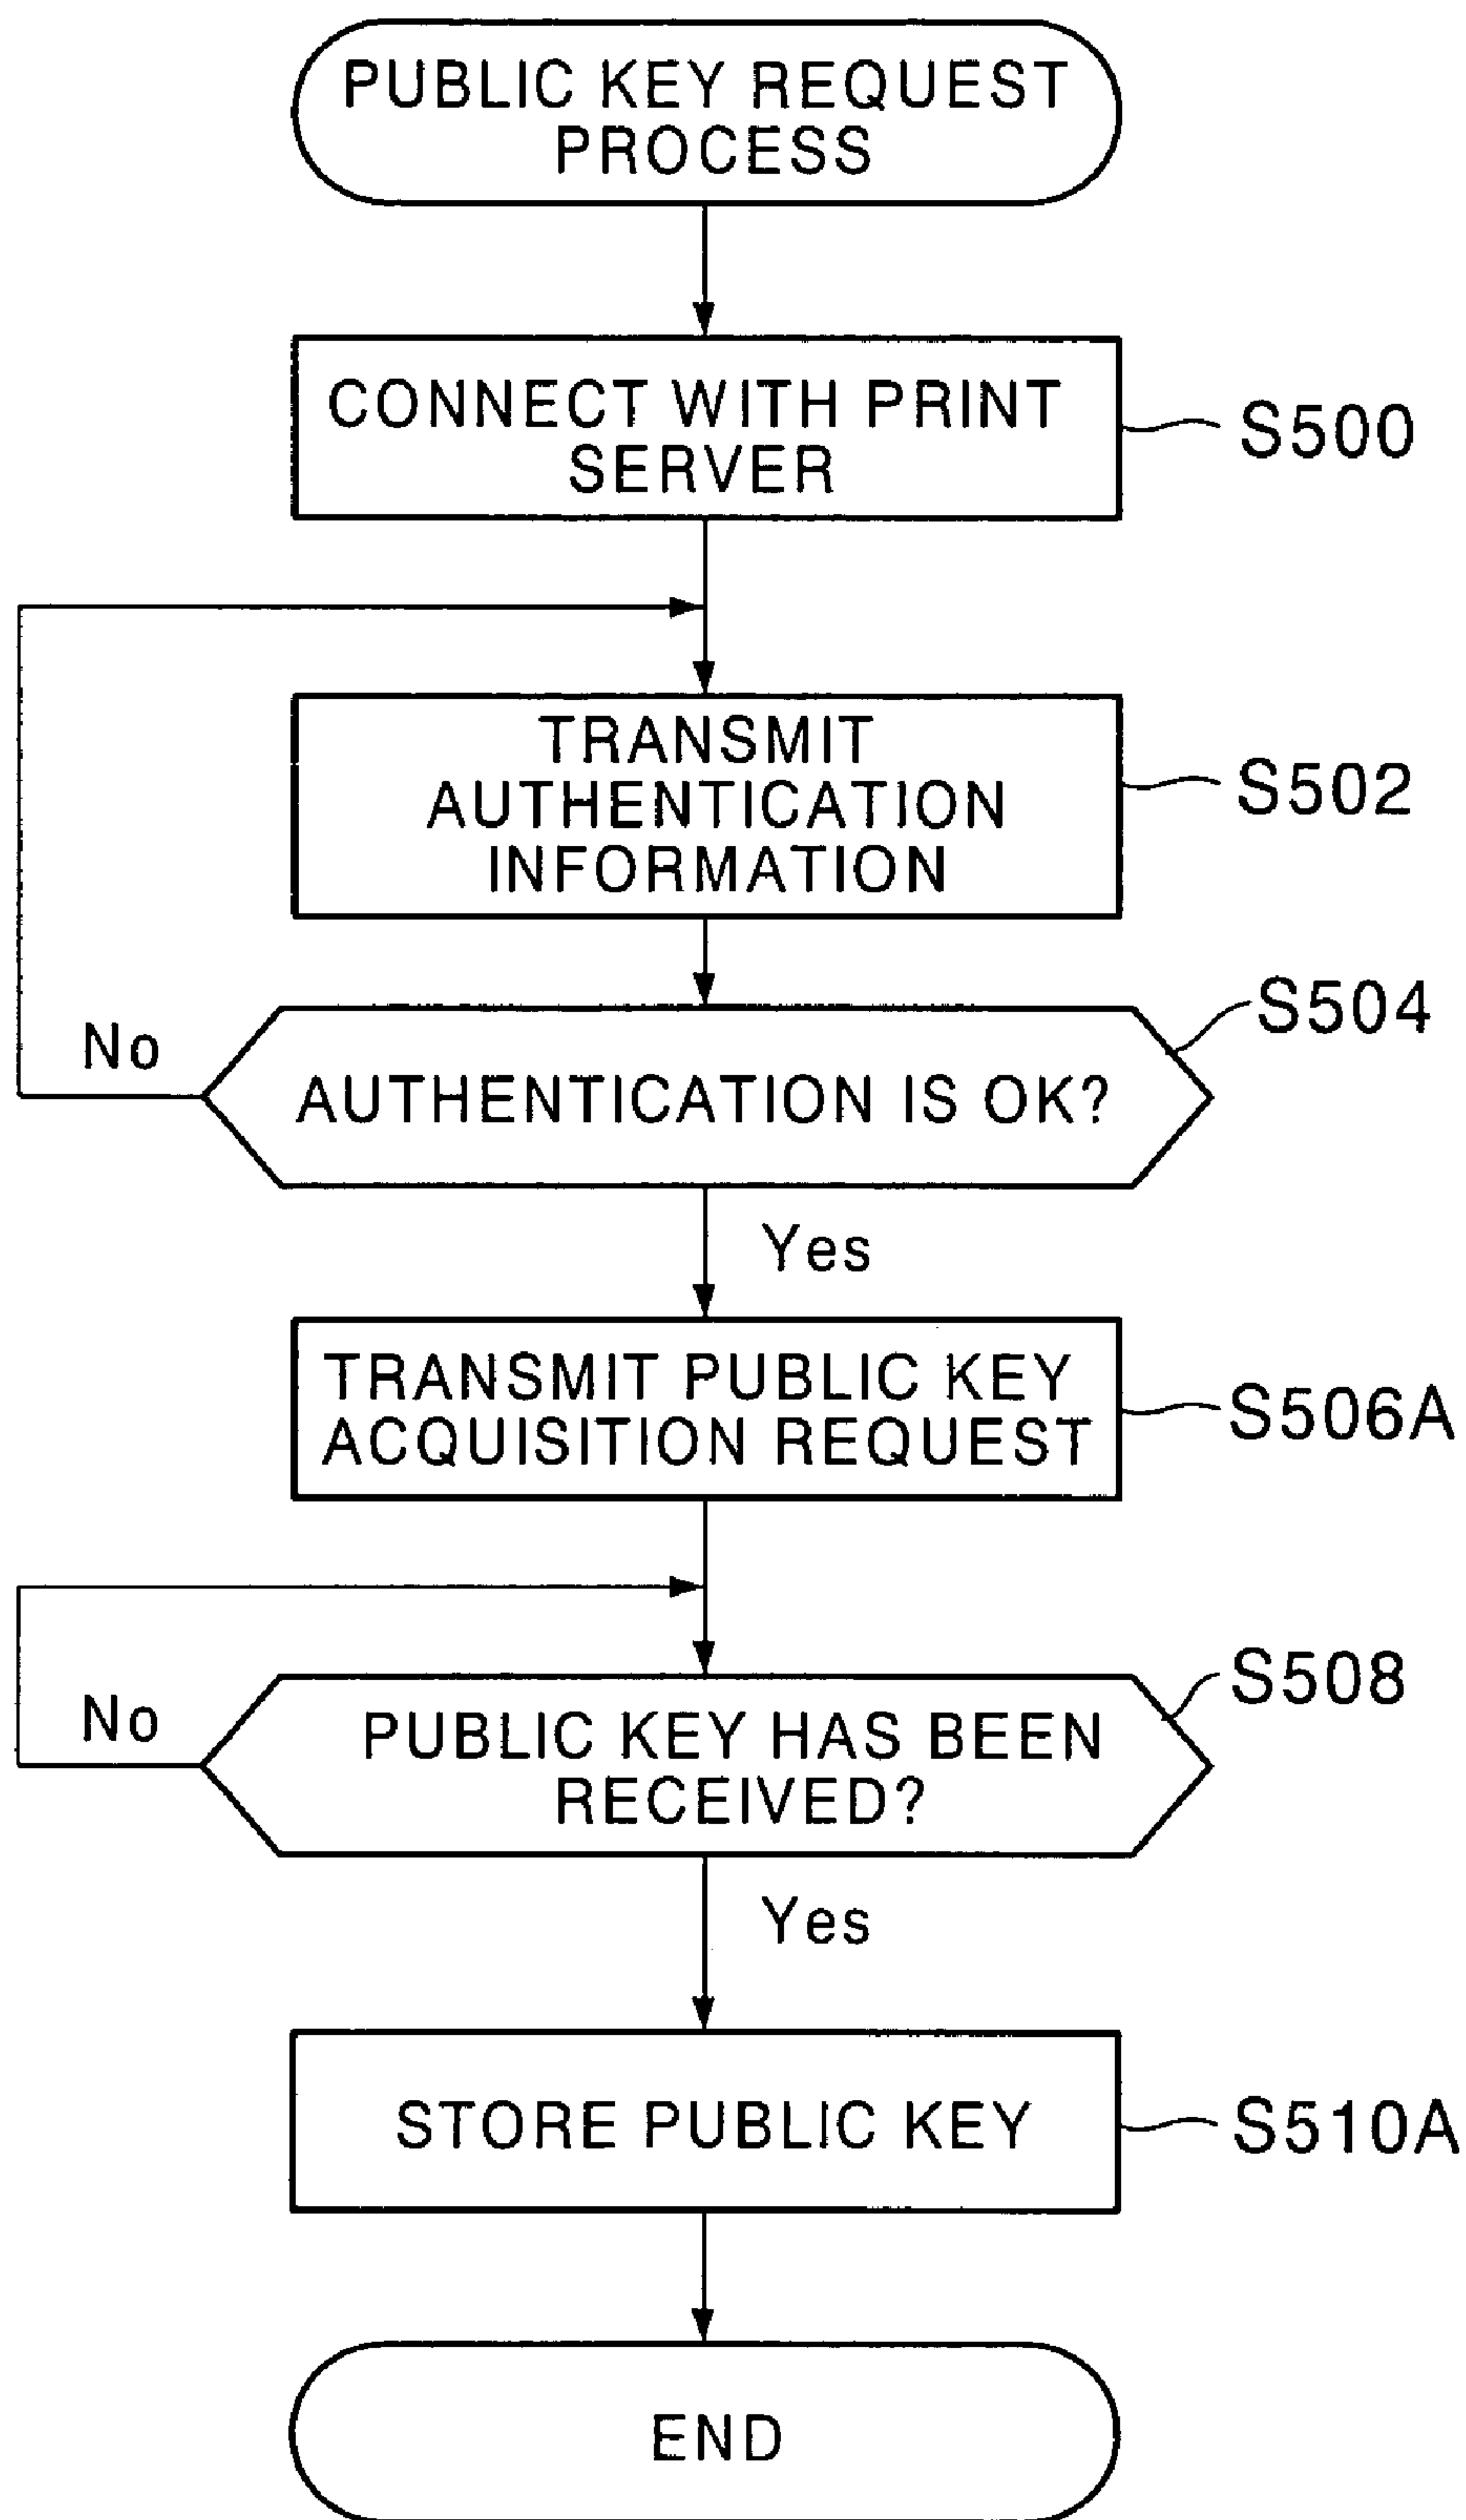 PUBLIC KEY REQUEST
PROCESS
CONNECT WITH PRINT
SERVER
S500
TRANSMIT
AUTHENTICATION
INFORMATION
S502
S504
No
AUTHENTICATION IS OK?
Yes
TRANSMIT PUBLIC KEY
ACQUISITION REQUEST
S506A
S508
No
PUBLIC KEY HAS BEEN
RECEIVED?
Yes
STORE PUBLIC KEY
S510A
END